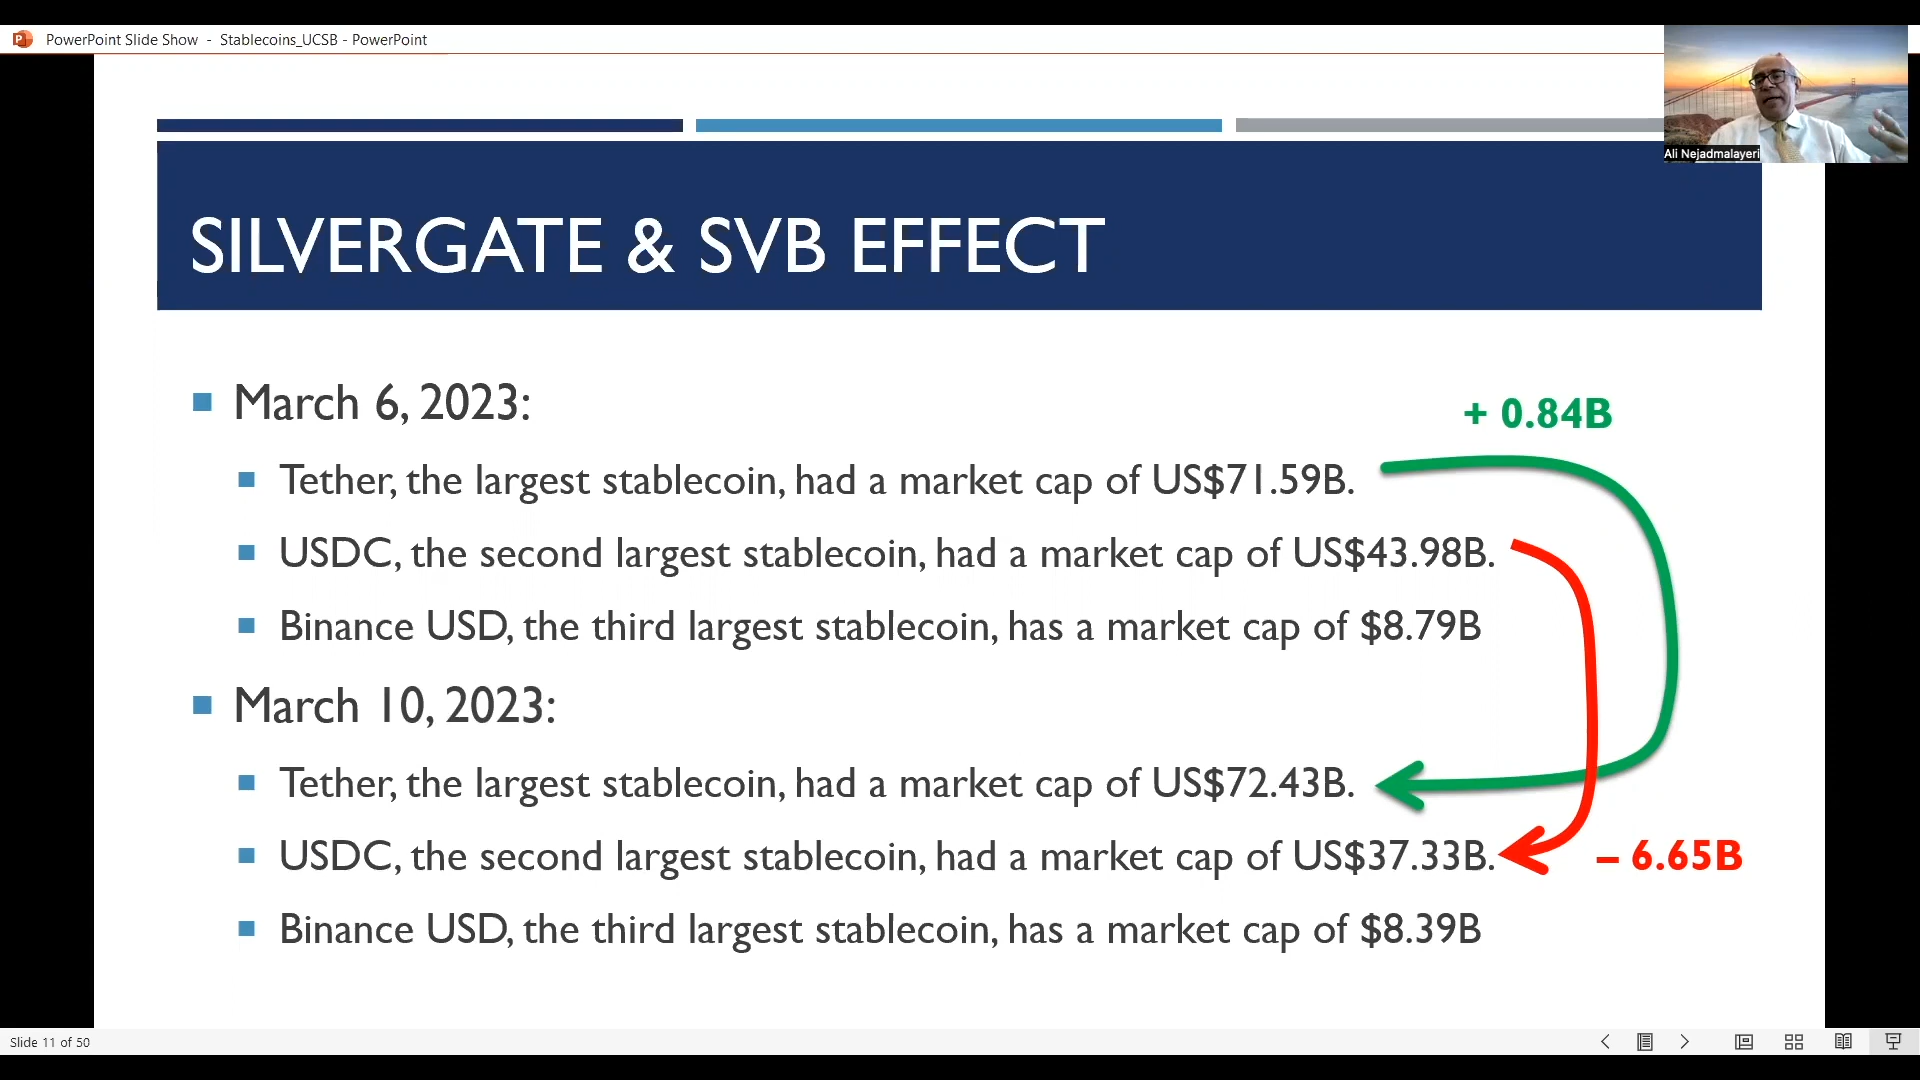 PowerPoint Slide Show - Stablecoins_UCSB - PowerPoint
Ali Nejadmalayeri
SILVERGATE & SVB EFFECT
March 6, 2023:
+ 0.84B
Tether, the largest stablecoin, had a market cap of US$71.59B.
USDC, the second largest stablecoin, had a market cap of US$43.98B.
Binance USD, the third largest stablecoin, has a market cap of $8.79B
March 10, 2023:
Tether, the largest stablecoin, had a market cap of US$72.43B.
USDC, the second largest stablecoin, had a market cap of US$37.33B.
– 6.65B
Binance USD, the third largest stablecoin, has a market cap of $8.39B
Slide 11 of 50